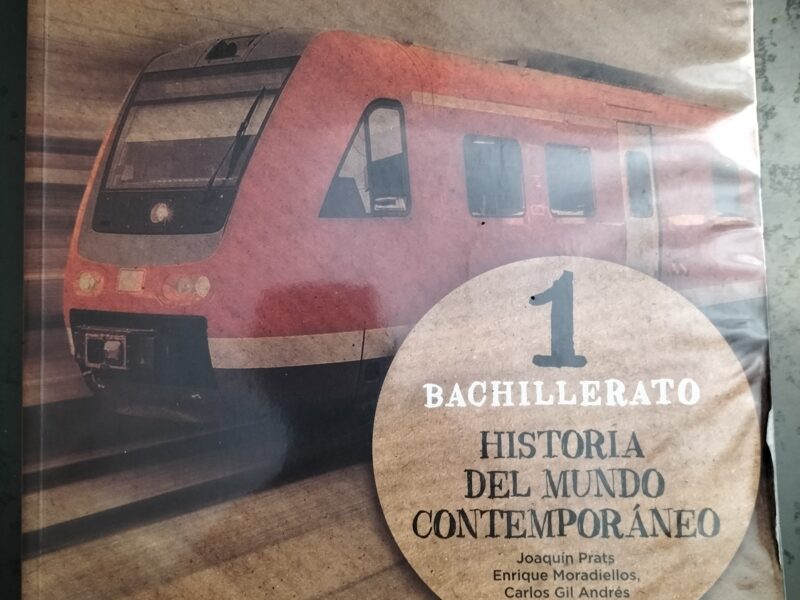 1
BACHILLERATO
HISTORIA
DEL MUNDO
CONTEMPORÁNEO
Joaquín Prats
Enrique Moradiellos,
Carlos Gil Andrés